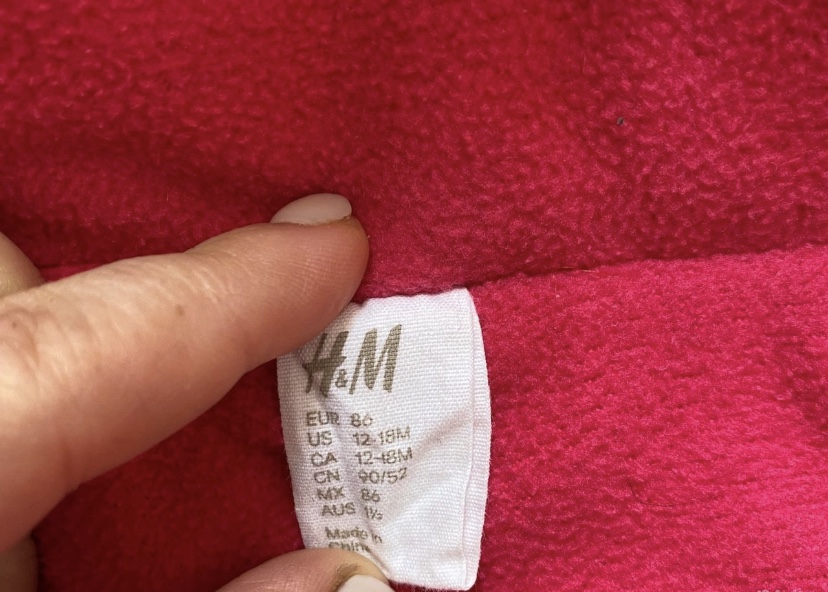 H&M
EUR 86
US 12-18M
CA 12-18M
CN 90/52
MX 86
AUS 1½
Made in
China